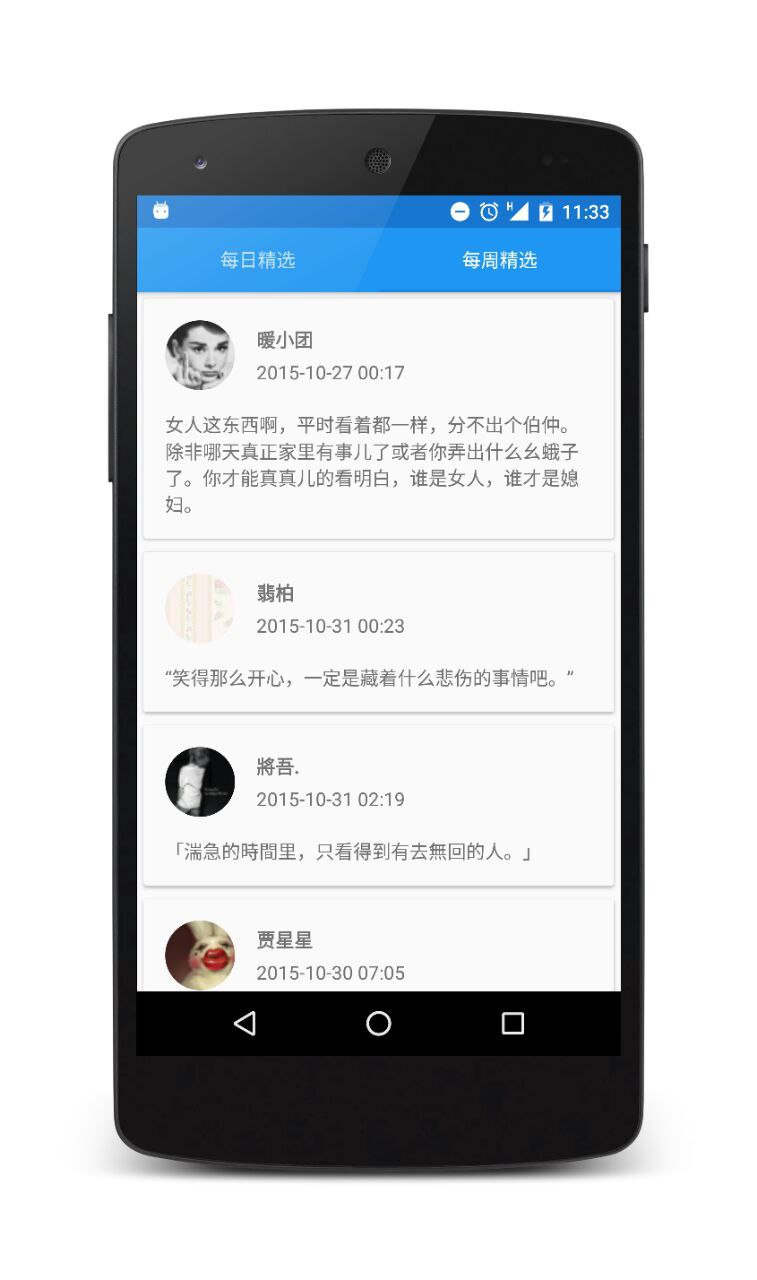 11:33
每日精选
每周精选
暖小团
2015-10-27 00:17
女人这东西啊，平时看着都一样，分不出个伯仲。
除非哪天真正家里有事儿了或者你弄出什么幺蛾子
了。你才能真真儿的看明白，谁是女人，谁才是媳
妇。
翡柏
2015-10-31 00:23
“笑得那么开心，一定是藏着什么悲伤的事情吧。”
將吾.
2015-10-31 02:19
「湍急的時間里，只看得到有去無回的人。」
贾星星
2015-10-30 07:05